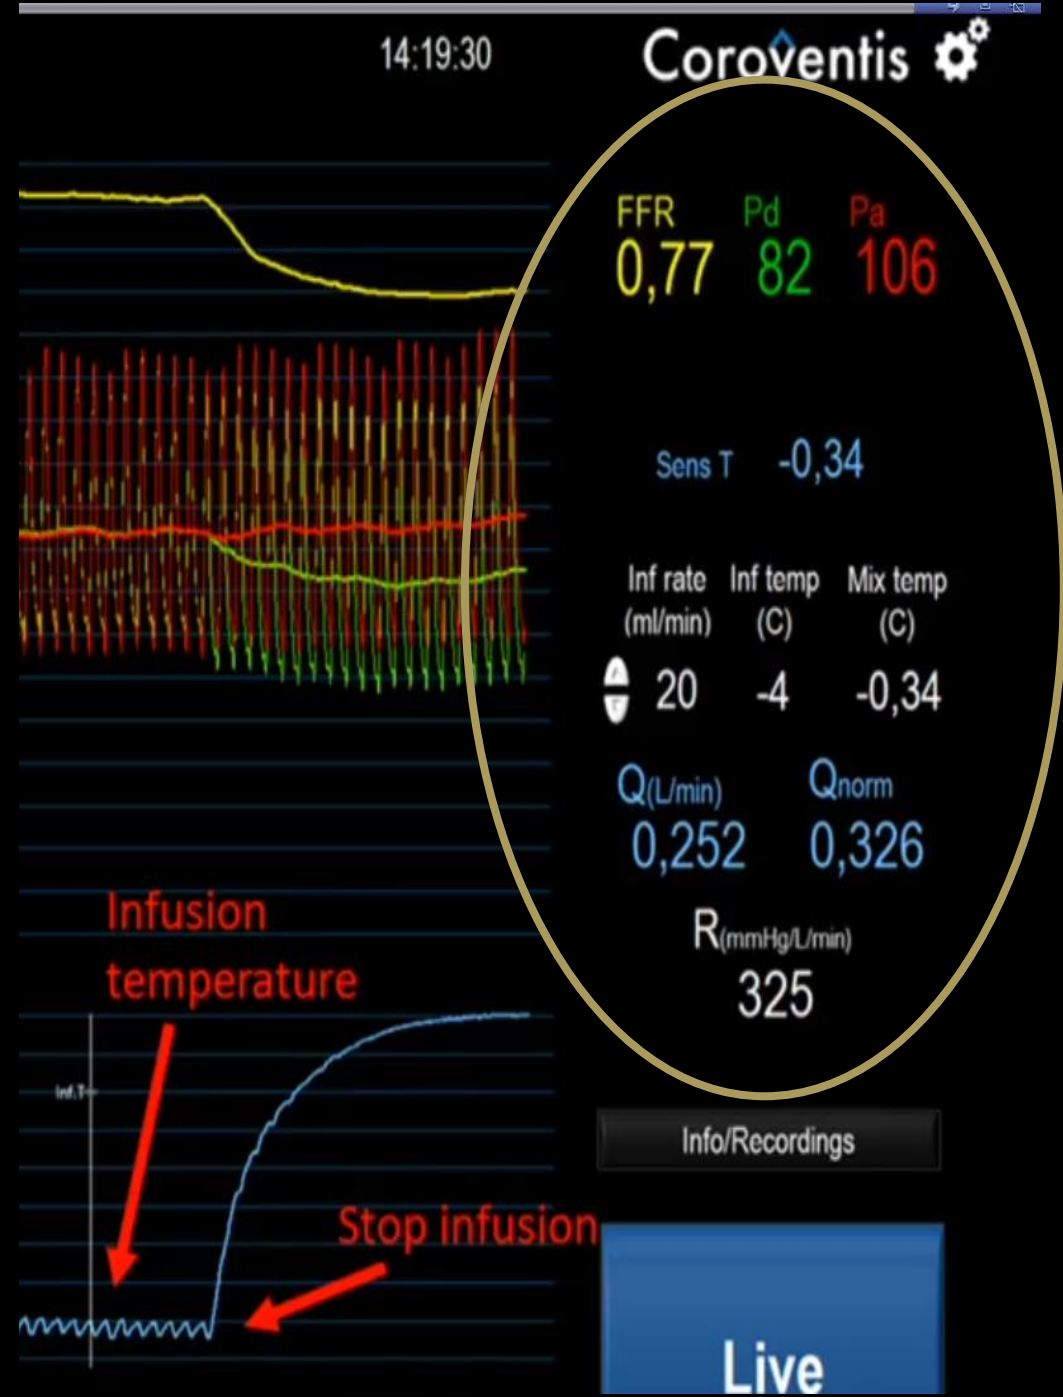 14:19:30
Coroventis
FFR Pd Pa
0,77 82 106
Sens T -0,34
Inf rate Inf temp Mix temp
(ml/min) (C) (C)
20 -4 -0,34
Q(L/min) Qnorm
0,252 0,326
R(mmHg/L/min)
325
Infusion
temperature
Inf.T
Info/Recordings
Stop infusion
Live